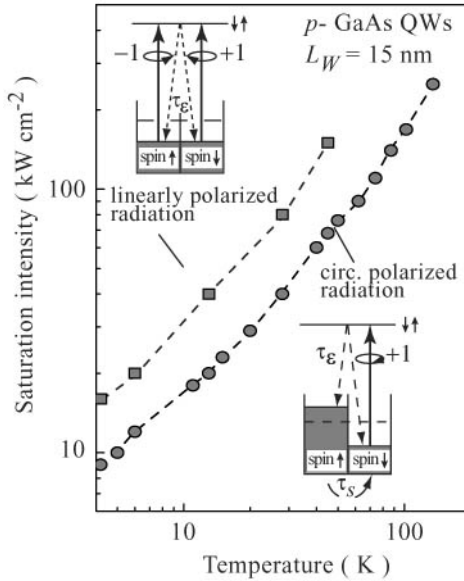 p- GaAs QWs
L_W = 15 nm
−1
+1
↓↑
τ_ε
spin↑
spin↓
linearly polarized
radiation
circ. polarized
radiation
↓↑
τ_ε
+1
spin↑
spin↓
τ_S
Saturation intensity ( kW cm⁻² )
100
10
10
100
Temperature ( K )